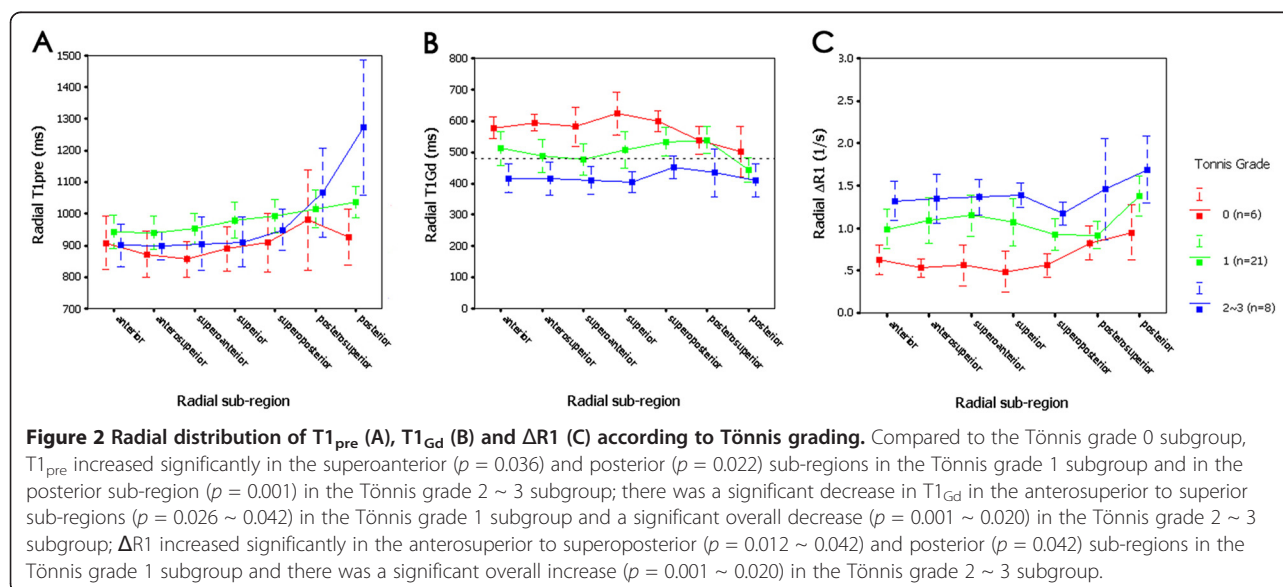 A
B
C
1500
1400
1300
1200
1100
1000
900
800
700
Radial T1pre (ms)
anterior
anterosuperior
superoanterior
superior
superoposterior
posterosuperior
posterior
Radial sub-region
800
700
600
500
400
300
200
100
0
Radial T1Gd (ms)
anterior
anterosuperior
superoanterior
superior
superoposterior
posterosuperior
posterior
Radial sub-region
3.0
2.5
2.0
1.5
1.0
.5
0.0
Radial ΔR1 (1/s)
anterior
anterosuperior
superoanterior
superior
superoposterior
posterosuperior
posterior
Radial sub-region
Tonnis Grade
0 (n=6)
1 (n=21)
2~3 (n=8)
Figure 2 Radial distribution of T1pre (A), T1Gd (B) and ΔR1 (C) according to Tönnis grading. Compared to the Tönnis grade 0 subgroup,
T1pre increased significantly in the superoanterior (p = 0.036) and posterior (p = 0.022) sub-regions in the Tönnis grade 1 subgroup and in the
posterior sub-region (p = 0.001) in the Tönnis grade 2 ~ 3 subgroup; there was a significant decrease in T1Gd in the anterosuperior to superior
sub-regions (p = 0.026 ~ 0.042) in the Tönnis grade 1 subgroup and a significant overall decrease (p = 0.001 ~ 0.020) in the Tönnis grade 2 ~ 3
subgroup; ΔR1 increased significantly in the anterosuperior to superoposterior (p = 0.012 ~ 0.042) and posterior (p = 0.042) sub-regions in the
Tönnis grade 1 subgroup and there was a significant overall increase (p = 0.001 ~ 0.020) in the Tönnis grade 2 ~ 3 subgroup.